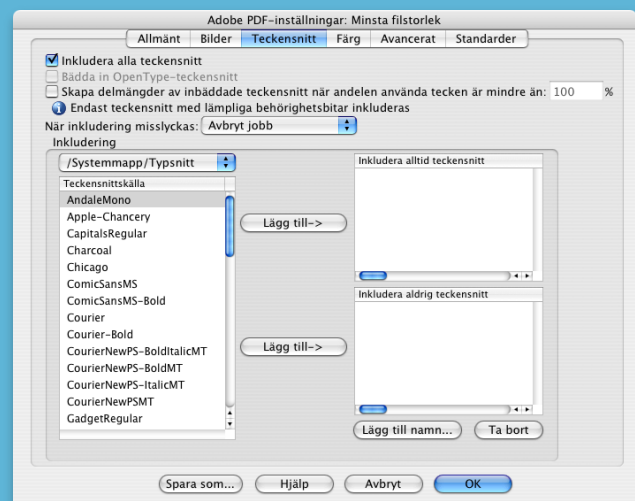 Adobe PDF-inställningar: Minsta filstorlek
Allmänt Bilder Teckensnitt Färg Avancerat Standarder
Inkludera alla teckensnitt
Bädda in OpenType-teckensnitt
Skapa delmängder av inbäddade teckensnitt när andelen använda tecken är mindre än: 100 %
Endast teckensnitt med lämpliga behörighetsbitar inkluderas
När inkludering misslyckas: Avbryt jobb
Inkludering
/Systemmapp/Typsnitt
Teckensnittskälla
AndaleMono
Apple-Chancery
CapitalsRegular
Charcoal
Chicago
ComicSansMS
ComicSansMS-Bold
Courier
Courier-Bold
CourierNewPS-BoldItalicMT
CourierNewPS-BoldMT
CourierNewPS-ItalicMT
CourierNewPSMT
GadgetRegular
Lägg till->
Lägg till->
Inkludera alltid teckensnitt
Inkludera aldrig teckensnitt
Lägg till namn... Ta bort
Spara som... Hjälp Avbryt OK